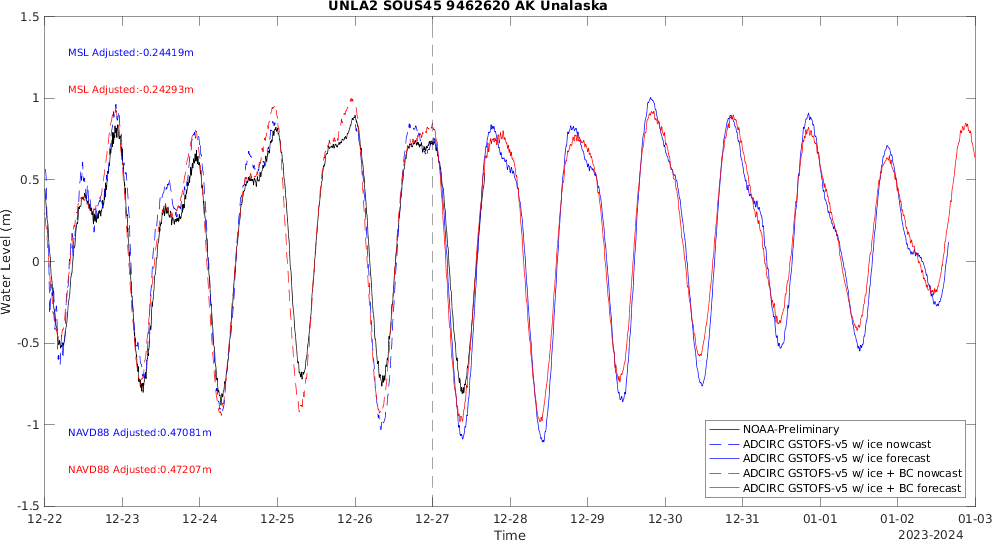 UNLA2 SOUS45 9462620 AK Unalaska
1.5
MSL Adjusted:-0.24419m
MSL Adjusted:-0.24293m
1
0.5
0
-0.5
-1
-1.5
Water Level (m)
NAVD88 Adjusted:0.47081m
NAVD88 Adjusted:0.47207m
NOAA-Preliminary
ADCIRC GSTOFS-v5 w/ ice nowcast
ADCIRC GSTOFS-v5 w/ ice forecast
ADCIRC GSTOFS-v5 w/ ice + BC nowcast
ADCIRC GSTOFS-v5 w/ ice + BC forecast
12-22 12-23 12-24 12-25 12-26 12-27 12-28 12-29 12-30 12-31 01-01 01-02 01-03
Time
2023-2024